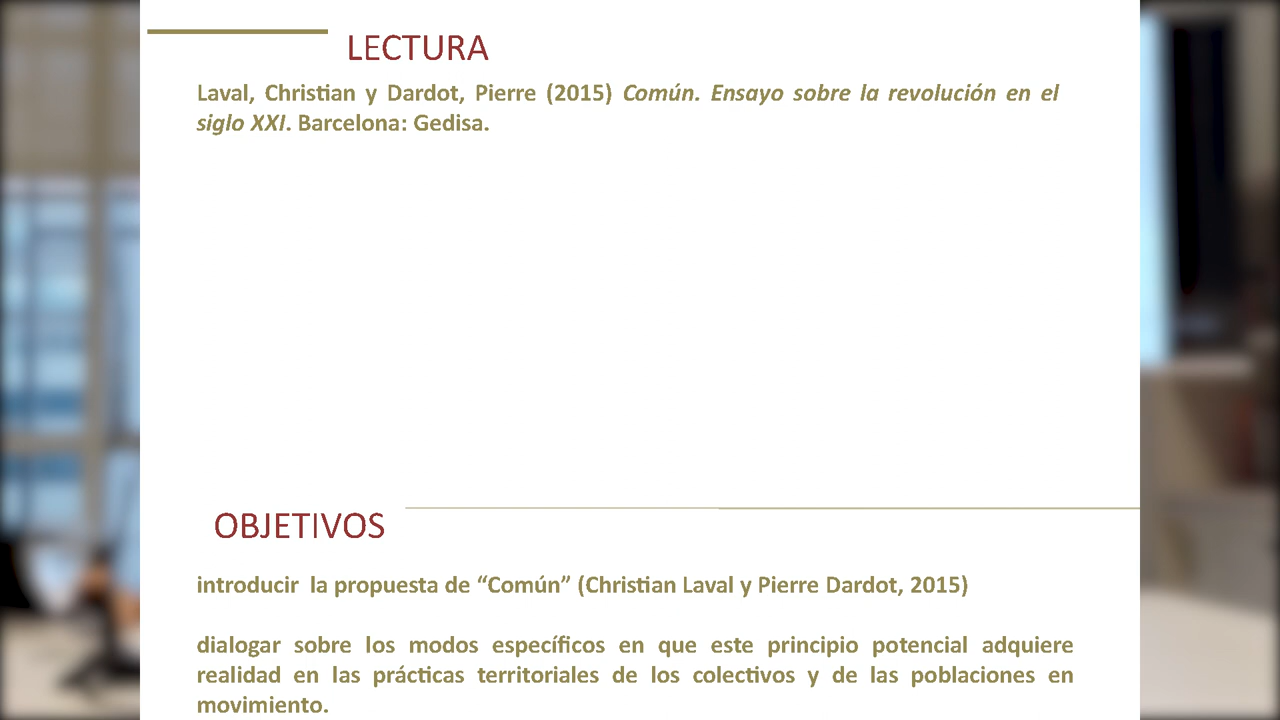 LECTURA
Laval, Christian y Dardot, Pierre (2015) Común. Ensayo sobre la revolución en el
siglo XXI. Barcelona: Gedisa.
OBJETIVOS
introducir la propuesta de “Común” (Christian Laval y Pierre Dardot, 2015)
dialogar sobre los modos específicos en que este principio potencial adquiere
realidad en las prácticas territoriales de los colectivos y de las poblaciones en
movimiento.